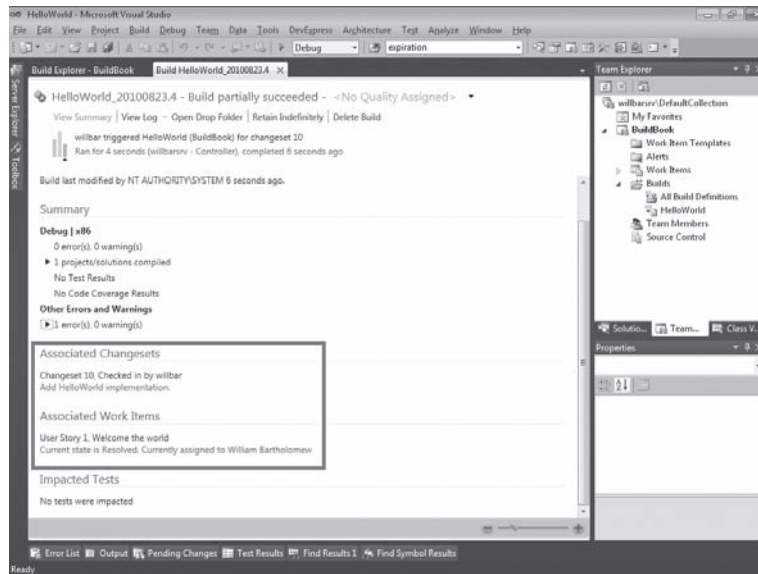 HelloWorld - Microsoft Visual Studio
File Edit View Project Build Debug Team Data Tools DevExpress Architecture Test Analyze Window Help
Debug expiration
Server Explorer
Toolbox
Build Explorer - BuildBook Build HelloWorld_20100823.4
HelloWorld_20100823.4 - Build partially succeeded - <No Quality Assigned>
View Summary | View Log - Open Drop Folder | Retain Indefinitely | Delete Build
willbar triggered HelloWorld (BuildBook) for changeset 10
Ran for 4 seconds (willbarsrv - Controller), completed 6 seconds ago
Build last modified by NT AUTHORITY\SYSTEM 6 seconds ago.
Summary
Debug | x86
0 error(s), 0 warning(s)
1 projects/solutions compiled
No Test Results
No Code Coverage Results
Other Errors and Warnings
1 error(s), 0 warning(s)
Associated Changesets
Changeset 10, Checked in by willbar
Add HelloWorld implementation.
Associated Work Items
User Story 1, Welcome the world
Current state is Resolved. Currently assigned to William Bartholomew
Impacted Tests
No tests were impacted
Team Explorer
willbarsrv\DefaultCollection
My Favorites
BuildBook
Work Item Templates
Alerts
Work Items
Builds
All Build Definitions
HelloWorld
Team Members
Source Control
Solutio... Team... Class V...
Properties
Error List Output Pending Changes Test Results Find Results 1 Find Symbol Results
Ready